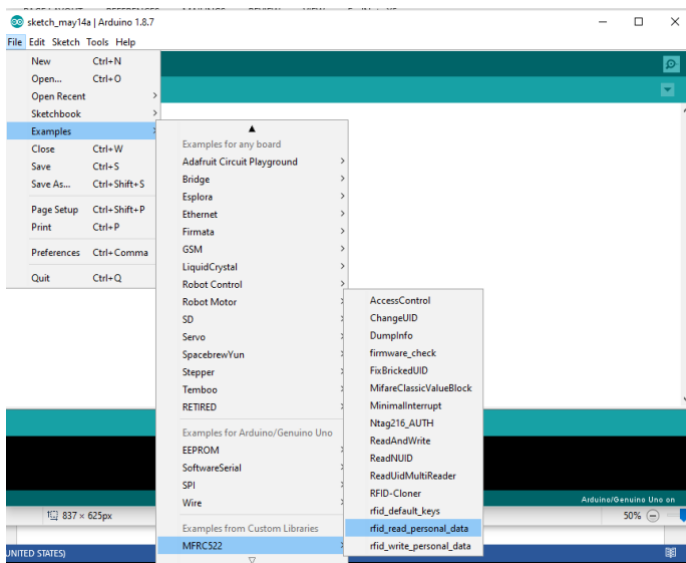 sketch_may14a | Arduino 1.8.7
File Edit Sketch Tools Help
New Ctrl+N
Open... Ctrl+O
Open Recent
Sketchbook
Examples
Close Ctrl+W
Save Ctrl+S
Save As... Ctrl+Shift+S
Page Setup Ctrl+Shift+P
Print Ctrl+P
Preferences Ctrl+Comma
Quit Ctrl+Q
Examples for any board
Adafruit Circuit Playground
Bridge
Esplora
Ethernet
Firmata
GSM
LiquidCrystal
Robot Control
Robot Motor
SD
Servo
SpacebrewYun
Stepper
Temboo
RETIRED
Examples for Arduino/Genuino Uno
EEPROM
SoftwareSerial
SPI
Wire
Examples from Custom Libraries
MFRC522
AccessControl
ChangeUID
DumpInfo
firmware_check
FixBrickedUID
MifareClassicValueBlock
MinimalInterrupt
Ntag216_AUTH
ReadAndWrite
ReadNUID
ReadUidMultiReader
RFID-Cloner
rfid_default_keys
rfid_read_personal_data
rfid_write_personal_data
Arduino/Genuino Uno on
837 × 625px
50%
UNITED STATES)